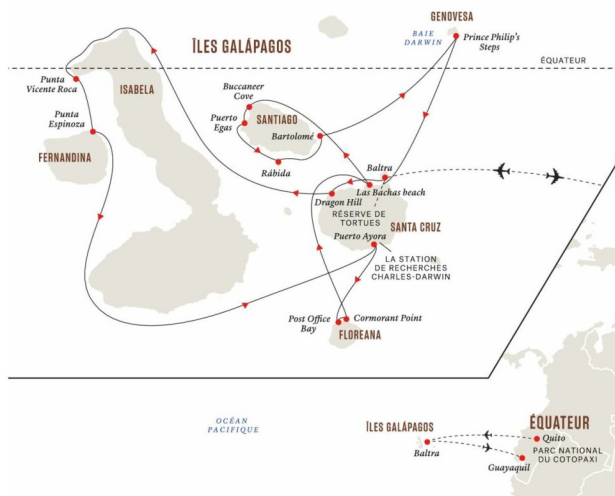 GENOVESA
BAIE
DARWIN
Prince Philip's
Steps
ÎLES GALÁPAGOS
ÉQUATEUR
Punta
Vicente Roca
ISABELA
Buccaneer
Cove
Puerto
Egas
SANTIAGO
Bartolomé
Punta
Espinoza
FERNANDINA
Rábida
Baltra
Las Bachas beach
Dragon Hill
RÉSERVE DE
TORTUES
SANTA CRUZ
Puerto Ayora
LA STATION
DE RECHERCHES
CHARLES-DARWIN
Post Office
Bay
Cormorant Point
FLOREANA
OCÉAN
PACIFIQUE
ÎLES GALÁPAGOS
Baltra
ÉQUATEUR
Quito
PARC NATIONAL
DU COTOPAXI
Guayaquil